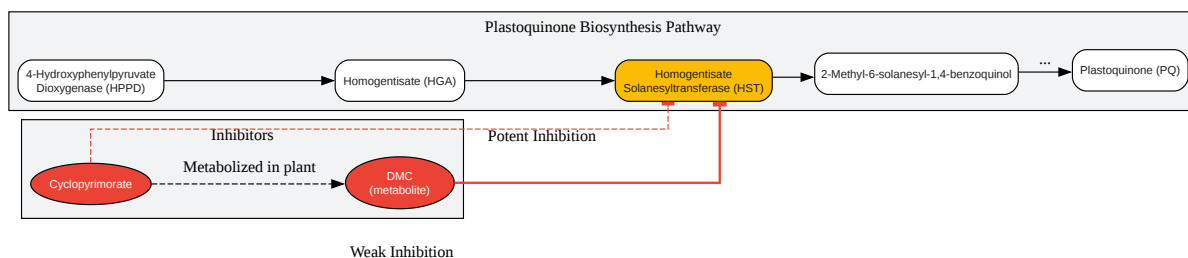 Plastoquinone Biosynthesis Pathway
4-Hydroxyphenylpyruvate
Dioxygenase (HPPD)
Homogentisate (HGA)
Homogentisate
Solanesyltransferase (HST)
2-Methyl-6-solanesyl-1,4-benzoquinol
...
Plastoquinone (PQ)
Inhibitors
Potent Inhibition
Metabolized in plant
Cyclopyrimorate
DMC
(metabolite)
Weak Inhibition